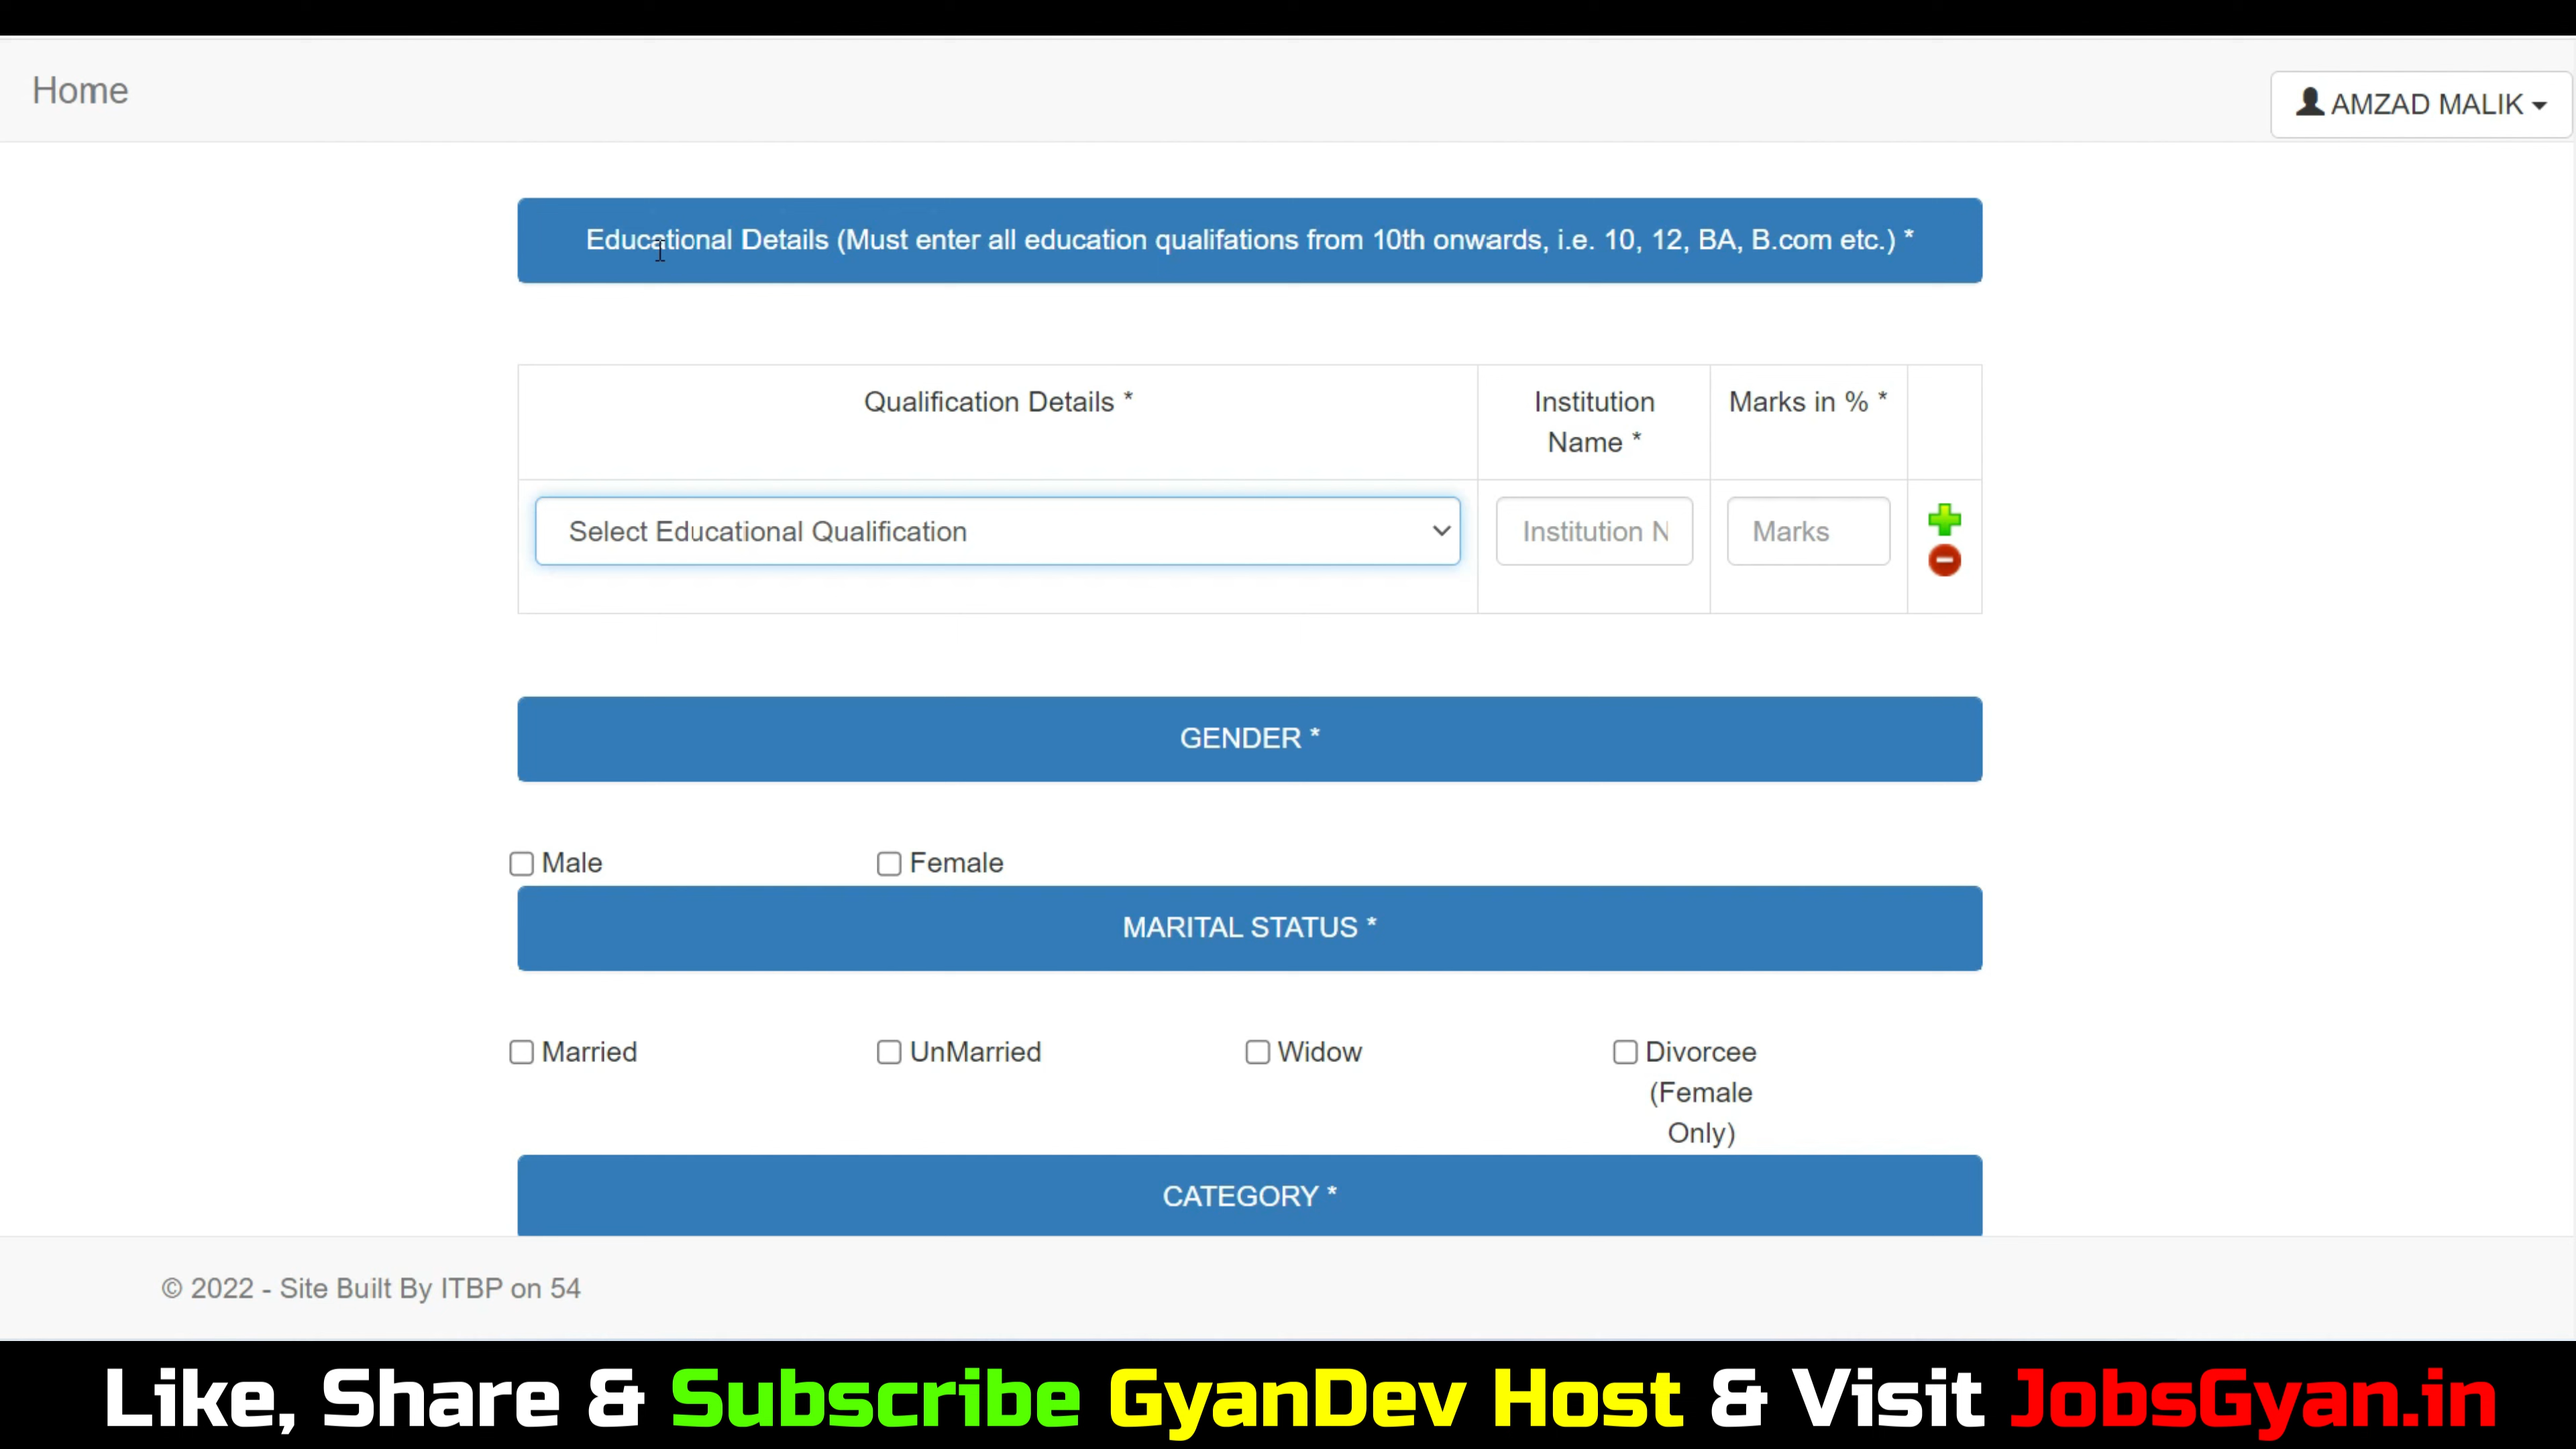 Home
AMZAD MALIK
Educational Details (Must enter all education qualifations from 10th onwards, i.e. 10, 12, BA, B.com etc.) *
Qualification Details *
Institution
Name *
Marks in % *
Select Educational Qualification
Institution N
Marks
GENDER *
Male
Female
MARITAL STATUS *
Married
UnMarried
Widow
Divorcee
(Female
Only)
CATEGORY *
© 2022 - Site Built By ITBP on 54
Like, Share & Subscribe GyanDev Host & Visit JobsGyan.in